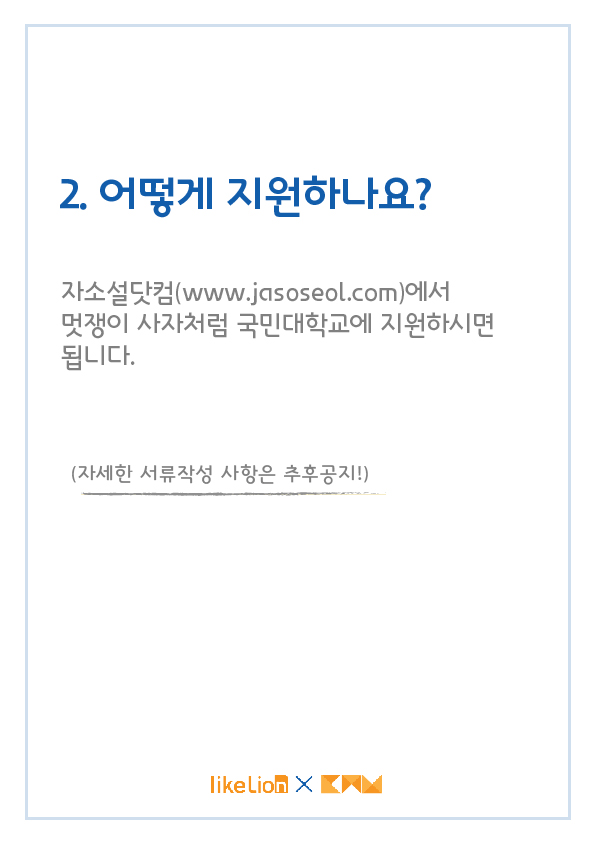 2. 어떻게 지원하나요?
자소설닷컴(www.jasoseol.com)에서
멋쟁이 사자처럼 국민대학교에 지원하시면
됩니다.
(자세한 서류작성 사항은 추후공지!)
likelion × KMU